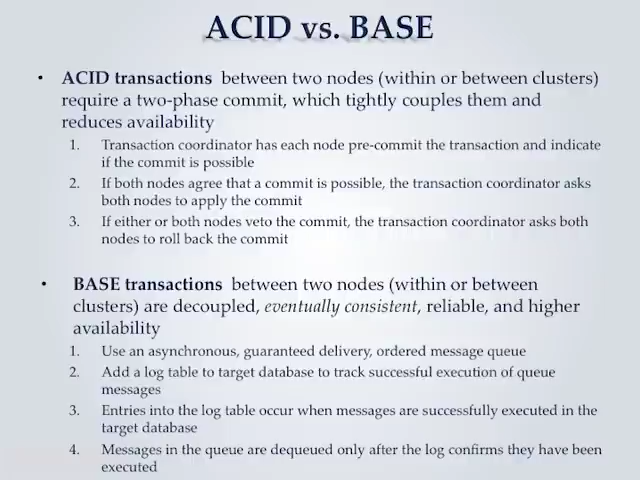 ACID vs. BASE
• ACID transactions between two nodes (within or between clusters)
require a two-phase commit, which tightly couples them and
reduces availability
1. Transaction coordinator has each node pre-commit the transaction and indicate
if the commit is possible
2. If both nodes agree that a commit is possible, the transaction coordinator asks
both nodes to apply the commit
3. If either or both nodes veto the commit, the transaction coordinator asks both
nodes to roll back the commit
• BASE transactions between two nodes (within or between
clusters) are decoupled, eventually consistent, reliable, and higher
availability
1. Use an asynchronous, guaranteed delivery, ordered message queue
2. Add a log table to target database to track successful execution of queue
messages
3. Entries into the log table occur when messages are successfully executed in the
target database
4. Messages in the queue are dequeued only after the log confirms they have been
executed